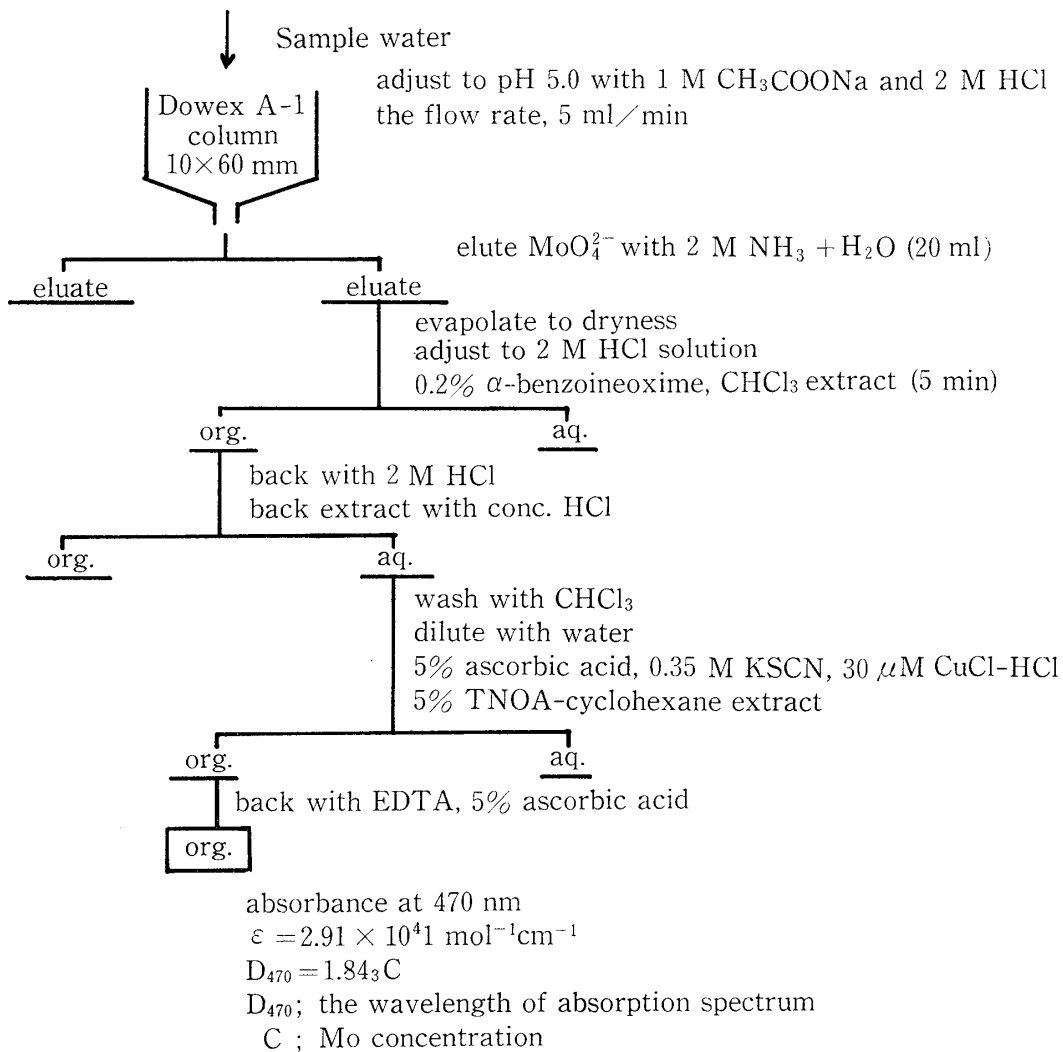 Sample water
adjust to pH 5.0 with 1 M CH₃COONa and 2 M HCl
the flow rate, 5 ml/min
Dowex A-1
column
10×60 mm
elute MoO₄²⁻ with 2 M NH₃ + H₂O (20 ml)
eluate
eluate
evapolate to dryness
adjust to 2 M HCl solution
0.2% α-benzoineoxime, CHCl₃ extract (5 min)
org.
aq.
back with 2 M HCl
back extract with conc. HCl
org.
aq.
wash with CHCl₃
dilute with water
5% ascorbic acid, 0.35 M KSCN, 30 μM CuCl-HCl
5% TNOA-cyclohexane extract
org.
aq.
back with EDTA, 5% ascorbic acid
org.
absorbance at 470 nm
ε = 2.91 × 10⁴1 mol⁻¹cm⁻¹
D₄₇₀ = 1.84₃C
D₄₇₀; the wavelength of absorption spectrum
C ; Mo concentration